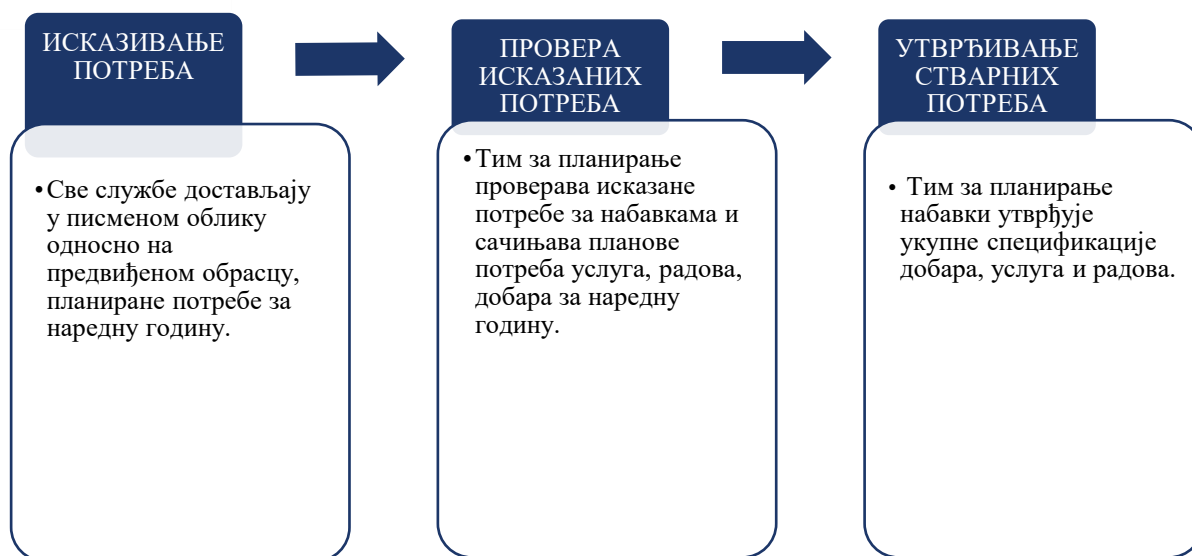 ИСКАЗИВАЊЕ
ПОТРЕБА
•Све службе достављају
у писменом облику
односно на
предвиђеном обрасцу,
планиране потребе за
наредну годину.
ПРОВЕРА
ИСКАЗАНИХ
ПОТРЕБА
•Тим за планирање
проверава исказане
потребе за набавкама и
сачињава планове
потреба услуга, радова,
добара за наредну
годину.
УТВРЂИВАЊЕ
СТВАРНИХ
ПОТРЕБА
• Тим за планирање
набавки утврђује
укупне спецификације
добара, услуга и радова.